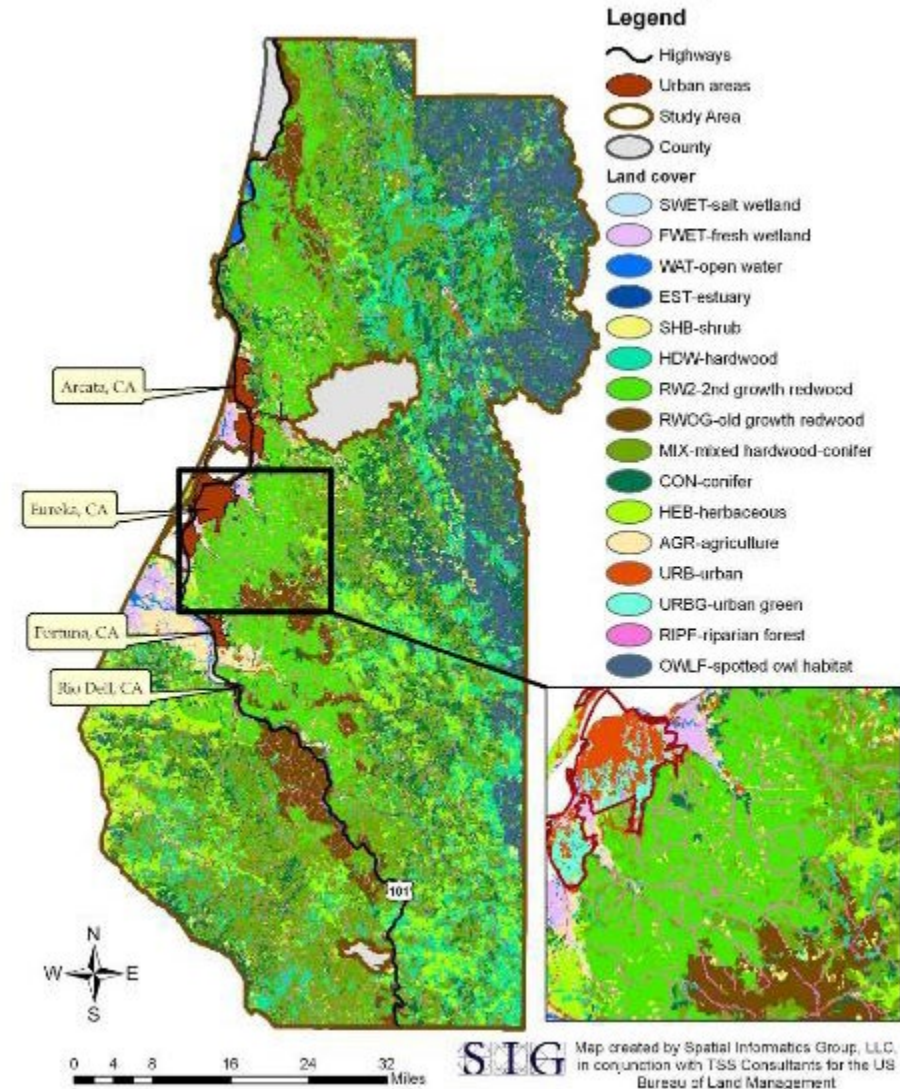 Legend
Highways
Urban areas
Study Area
County
Land cover
SWET-salt wetland
FWET-fresh wetland
WAT-open water
EST-estuary
SHB-shrub
HDW-hardwood
RW2-2nd growth redwood
RWOG-old growth redwood
MIX-mixed hardwood-conifer
CON-conifer
HEB-herbaceous
AGR-agriculture
URB-urban
URBG-urban green
RIPF-riparian forest
OWLF-spotted owl habitat
Arcata, CA
Eureka, CA
Fortuna, CA
Rio Dell, CA
101
N
W E
S
0 4 8 16 24 32
Miles
SIG
Map created by Spatial Informatics Group, LLC,
in conjunction with TSS Consultants for the US
Bureau of Land Management